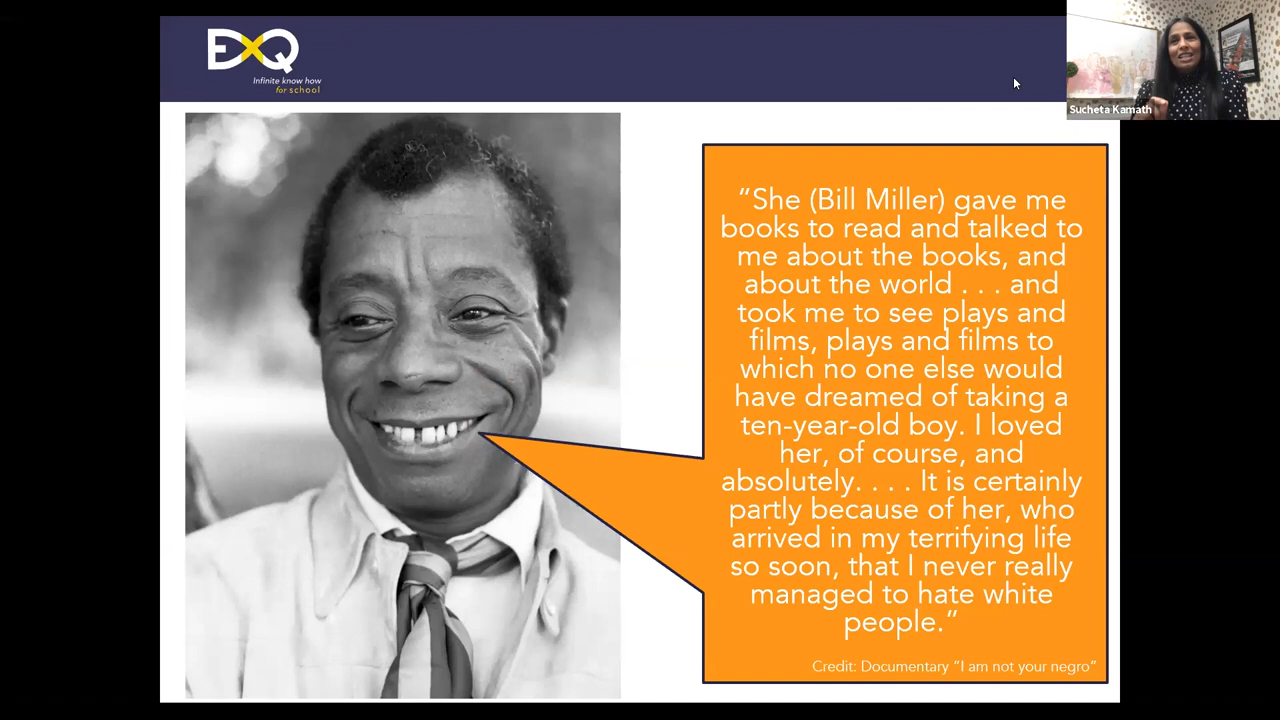 EXQ
Infinite know how
for school
Sucheta Kamath
“She (Bill Miller) gave me
books to read and talked to
me about the books, and
about the world . . . and
took me to see plays and
films, plays and films to
which no one else would
have dreamed of taking a
ten-year-old boy. I loved
her, of course, and
absolutely. . . . It is certainly
partly because of her, who
arrived in my terrifying life
so soon, that I never really
managed to hate white
people.”
Credit: Documentary “I am not your negro”